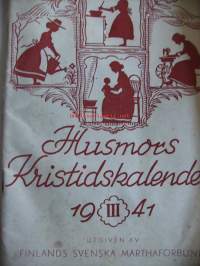 Husmors
Kristidskalende
19 III 41
UTGIVEN AV
FINLANDS SVENSKA MARTHAFÖRBUN